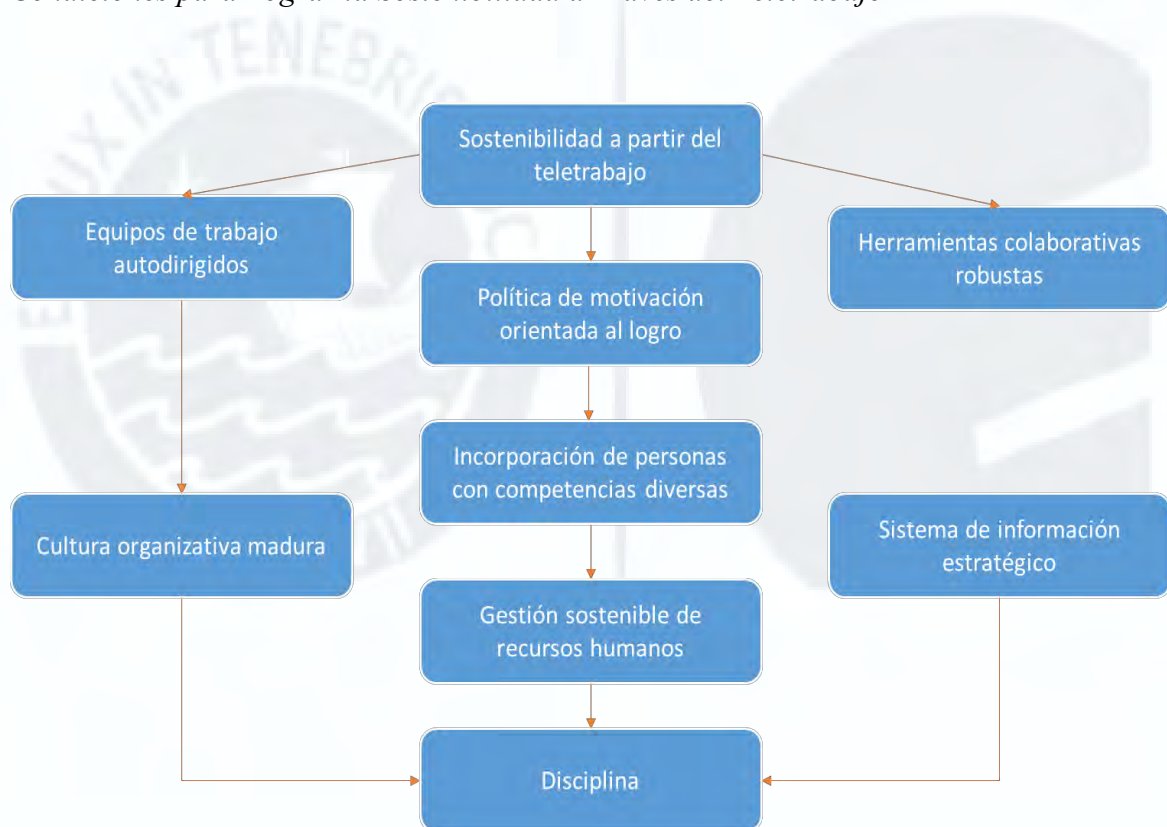 Sostenibilidad a partir del
teletrabajo
Equipos de trabajo
autodirigidos
Herramientas colaborativas
robustas
Política de motivación
orientada al logro
Incorporación de personas
con competencias diversas
Cultura organizativa madura
Sistema de información
estratégico
Gestión sostenible de
recursos humanos
Disciplina
TENEBRIS